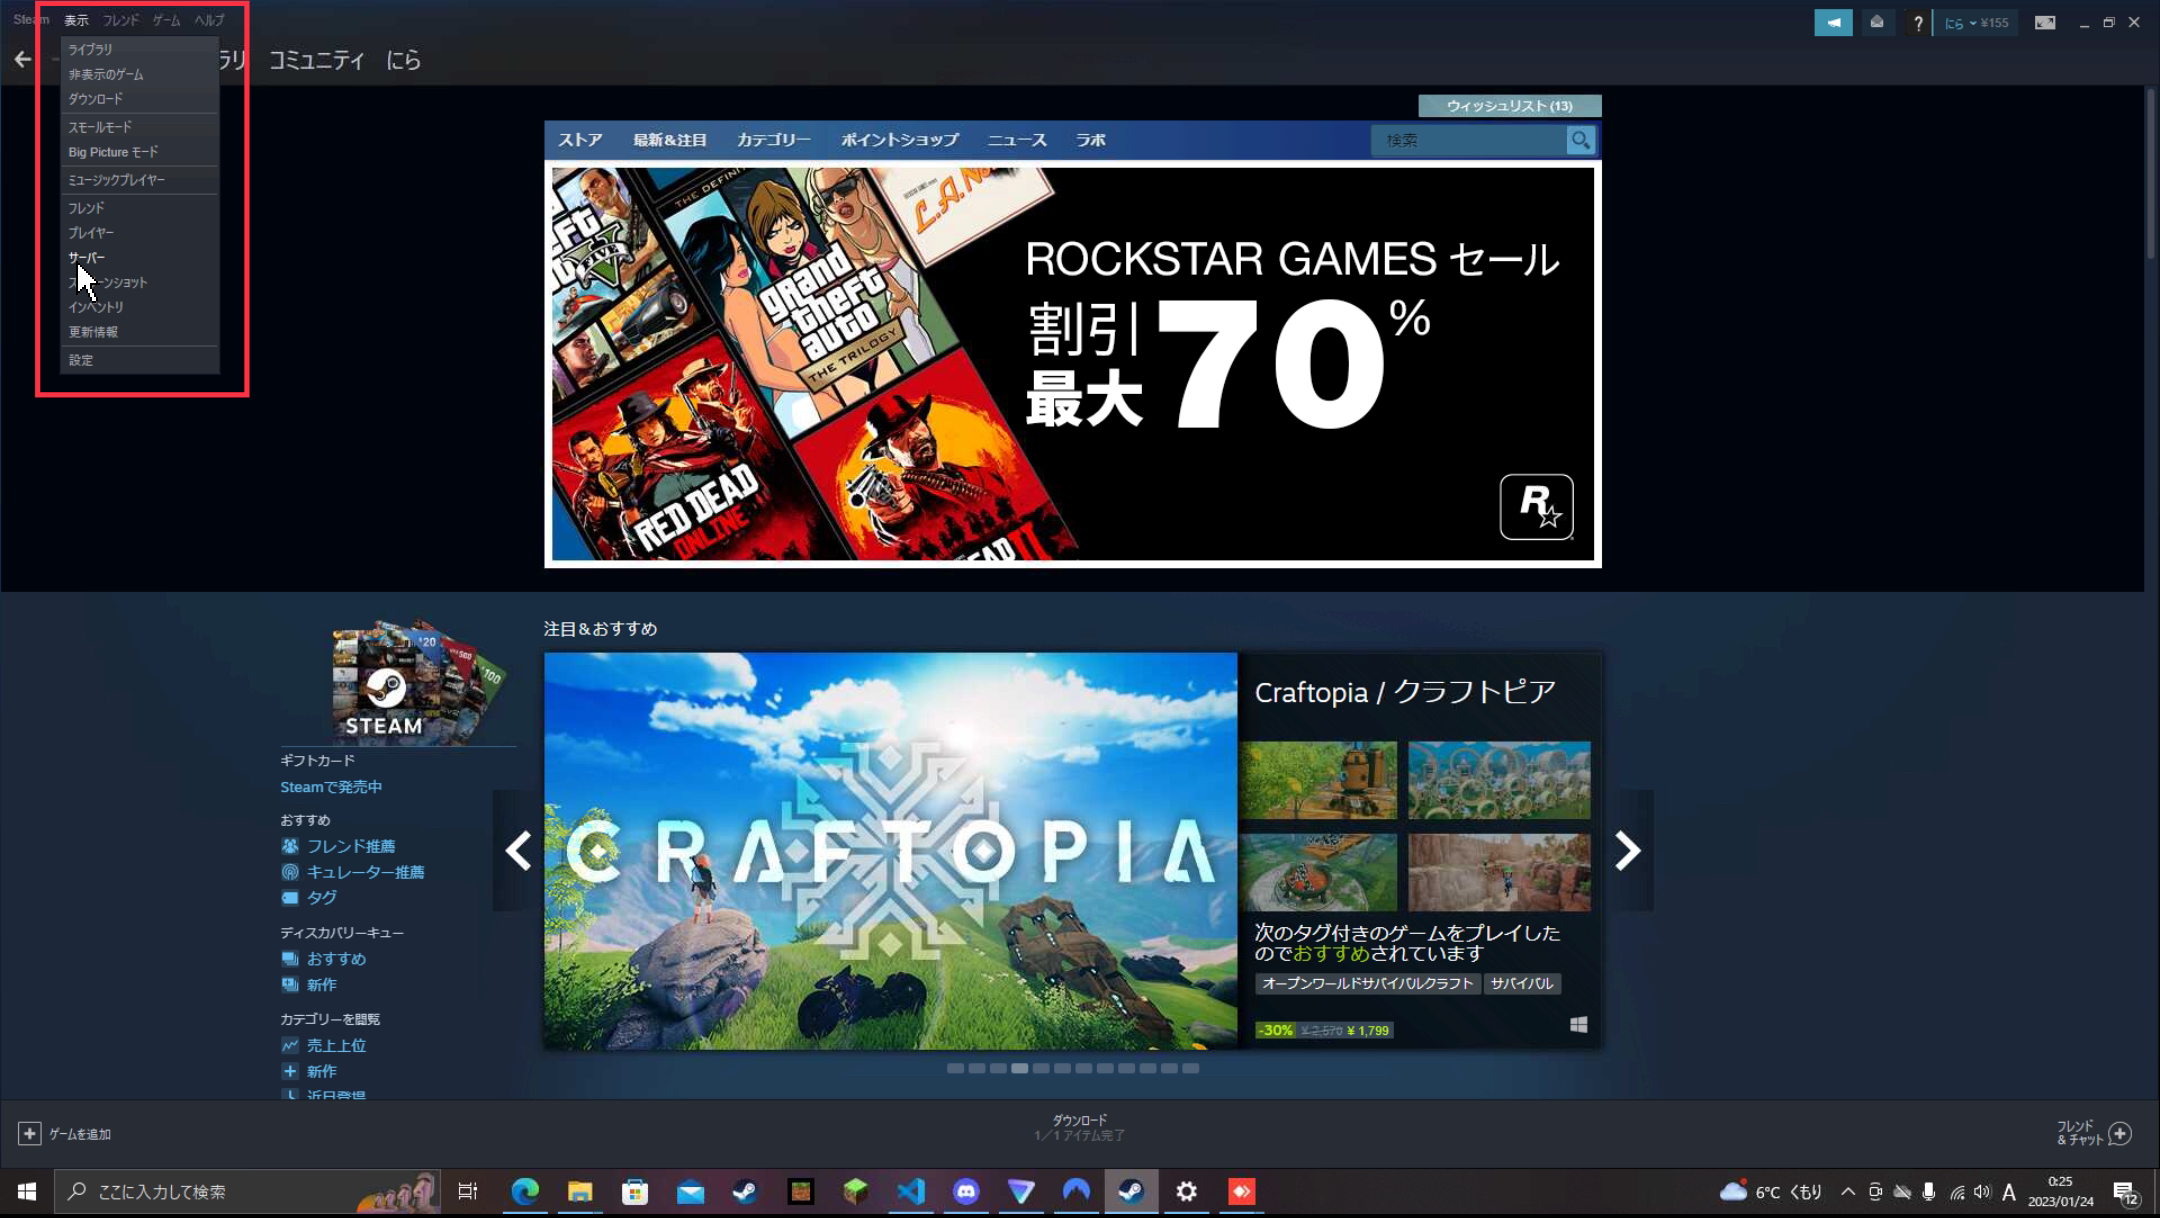 Steam 表示 フレンド ゲーム ヘルプ
にら ¥155
ラリ コミュニティ にら
ライブラリ
非表示のゲーム
ダウンロード
スモールモード
Big Picture モード
ミュージックプレイヤー
フレンド
プレイヤー
サーバー
ーンショット
インベントリ
更新情報
設定
ウィッシュリスト(13)
ストア 最新&注目 カテゴリー ポイントショップ ニュース ラボ 検索
THE DEFINI
L.A.
V
FIVE
grand
theft
auto
THE TRILOGY
ROCKSTAR GAMES セール
割引
最大
70%
RED DEAD
ONLINE
R
STEAM
注目＆おすすめ
CRAFTOPIA
Craftopia / クラフトピア
次のタグ付きのゲームをプレイした
のでおすすめされています
オープンワールドサバイバルクラフト サバイバル
-30% ¥ 2,570 ¥ 1,799
ギフトカード
Steamで発売中
おすすめ
フレンド推薦
キュレーター推薦
タグ
ディスカバリーキュー
おすすめ
新作
カテゴリーを閲覧
売上上位
新作
近日登場
ゲームを追加
ダウンロード
1／1 アイテム完了
フレンド
& チャット
ここに入力して検索
6°C くもり
A
0:25
2023/01/24
12